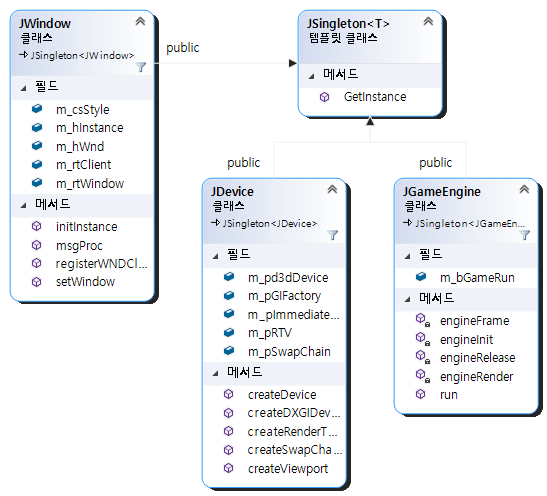 JWindow
클래스
JSingleton<JWindow>
필드
m_csStyle
m_hInstance
m_hWnd
m_rtClient
m_rtWindow
메서드
initInstance
msgProc
registerWNDCl...
setWindow
public
JSingleton<T>
템플릿 클래스
메서드
GetInstance
public
public
JDevice
클래스
JSingleton<JDevice>
필드
m_pd3dDevice
m_pGIFactory
m_pImmediate...
m_pRTV
m_pSwapChain
메서드
createDevice
createDXGIDev...
createRenderT...
createSwapCha...
createViewport
JGameEngine
클래스
JSingleton<JGameEn...
필드
m_bGameRun
메서드
engineFrame
engineInit
engineRelease
engineRender
run